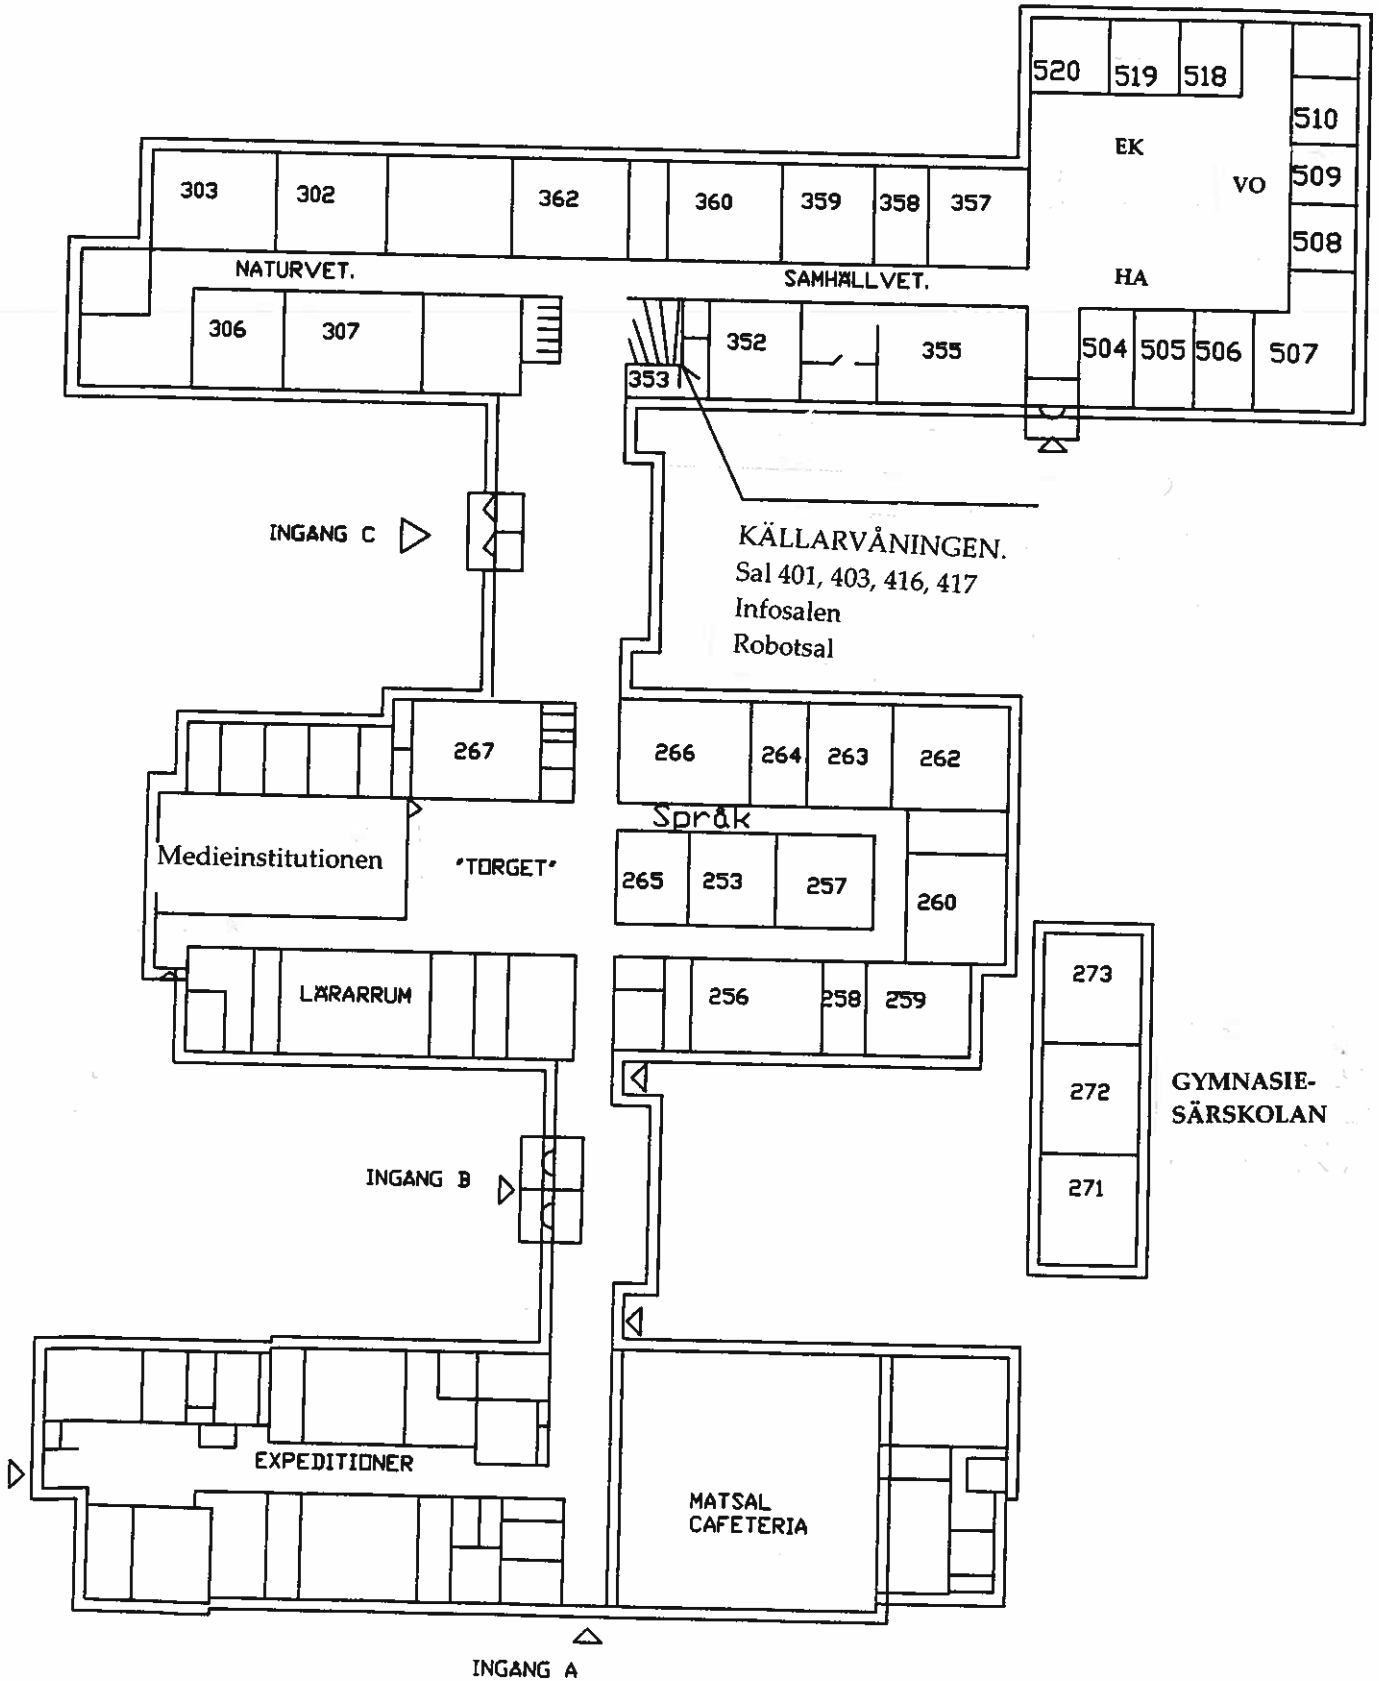 520 519 518
510
EK
VO 509
303 302 362 360 359 358 357
508
NATURVET.
SAMHÄLLVET.
HA
306 307 352 355 504 505 506 507
353
INGÅNG C
KÄLLARVÅNINGEN.
Sal 401, 403, 416, 417
Infosalen
Robotsal
267 266 264 263 262
Språk
Medieinstitutionen
"TORGET"
265 253 257 260
LÄRARRUM
256 258 259
273
272
271
GYMNASIE-
SÄRSKOLAN
INGÅNG B
EXPEDITIONER
MATSAL
CAFETERIA
INGÅNG A